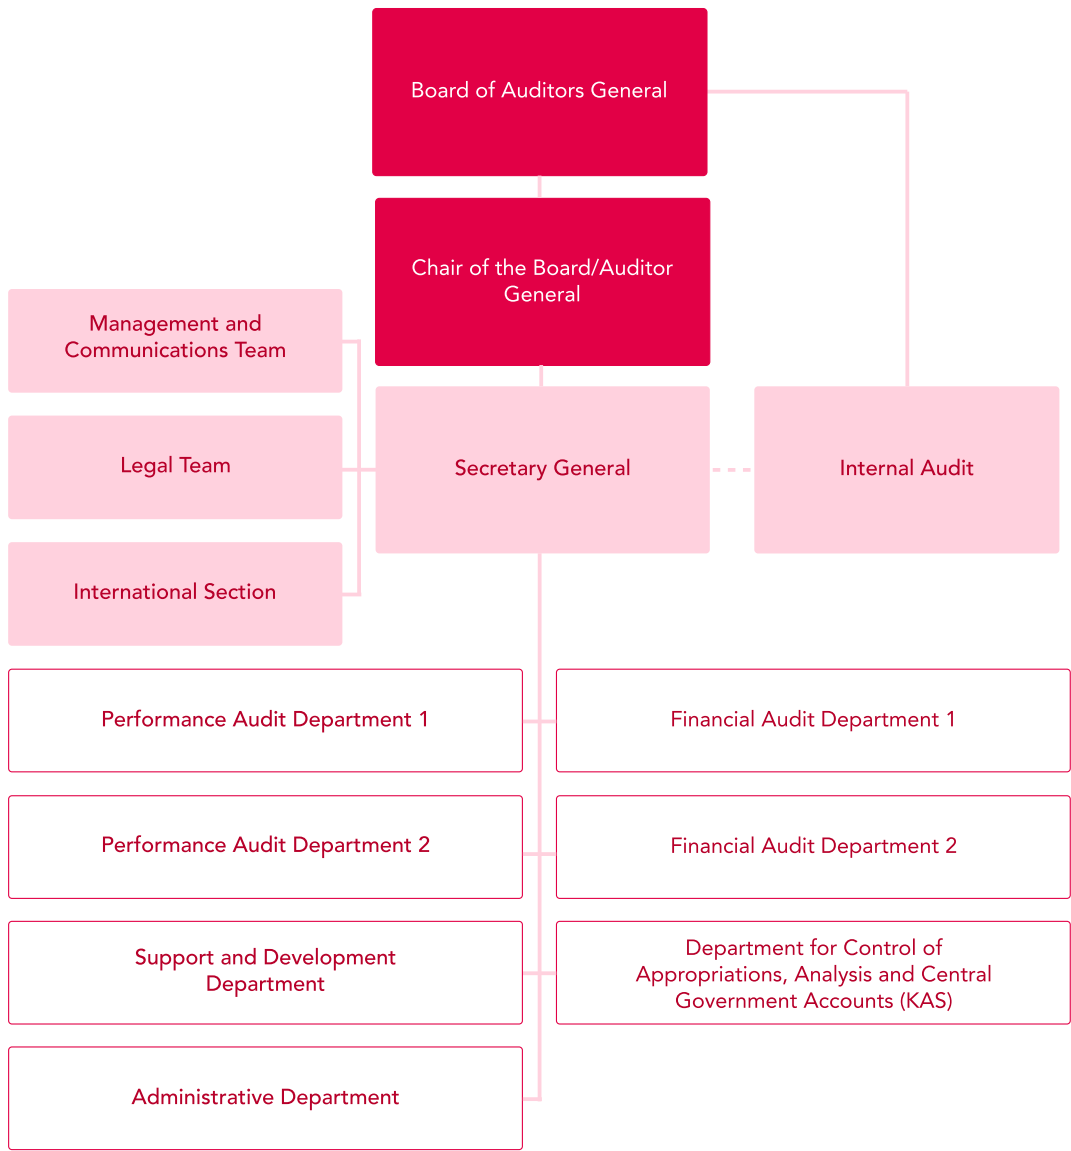 Board of Auditors General
Chair of the Board/Auditor
General
Management and
Communications Team
Legal Team
International Section
Secretary General
Internal Audit
Performance Audit Department 1
Financial Audit Department 1
Performance Audit Department 2
Financial Audit Department 2
Support and Development
Department
Department for Control of
Appropriations, Analysis and Central
Government Accounts (KAS)
Administrative Department